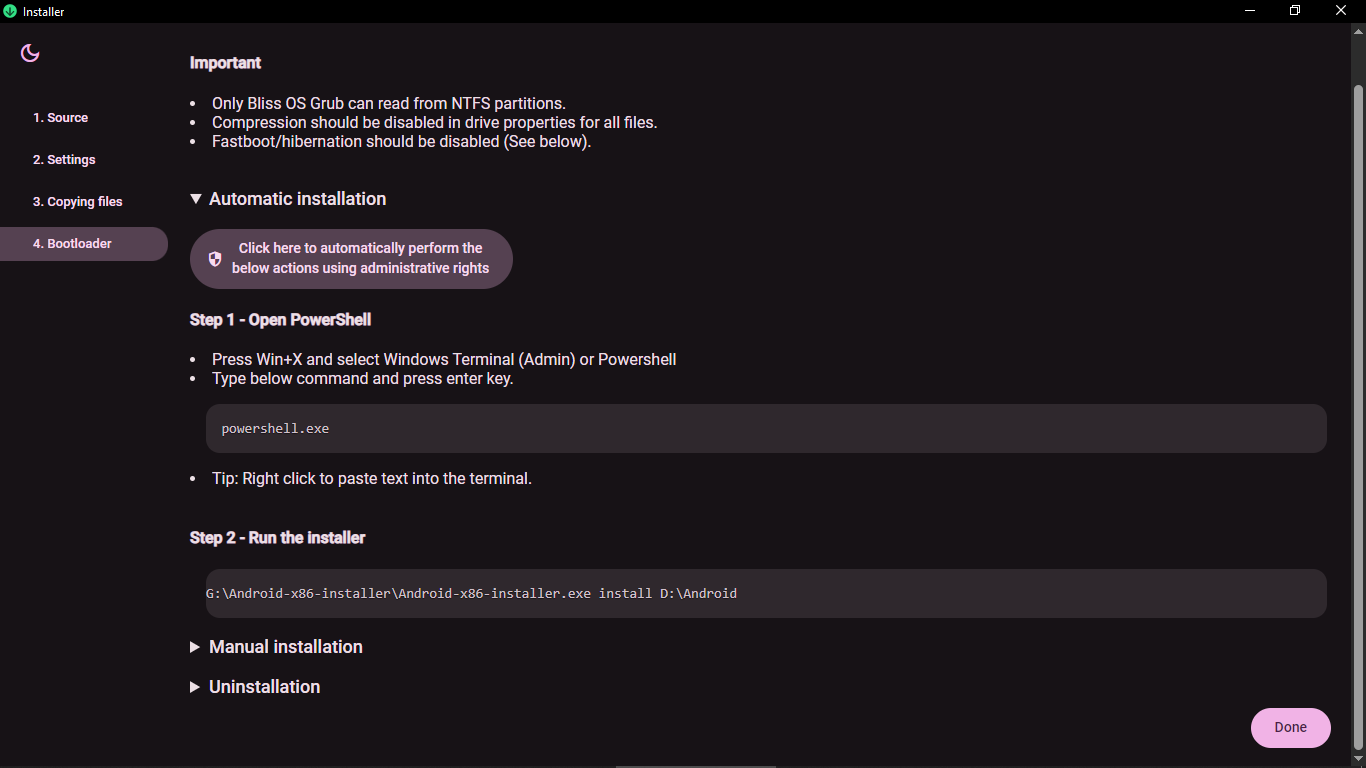 Installer
1. Source
2. Settings
3. Copying files
4. Bootloader
Important
Only Bliss OS Grub can read from NTFS partitions.
Compression should be disabled in drive properties for all files.
Fastboot/hibernation should be disabled (See below).
Automatic installation
Click here to automatically perform the
below actions using administrative rights
Step 1 - Open PowerShell
Press Win+X and select Windows Terminal (Admin) or Powershell
Type below command and press enter key.
powershell.exe
Tip: Right click to paste text into the terminal.
Step 2 - Run the installer
G:\Android-x86-installer\Android-x86-installer.exe install D:\Android
Manual installation
Uninstallation
Done